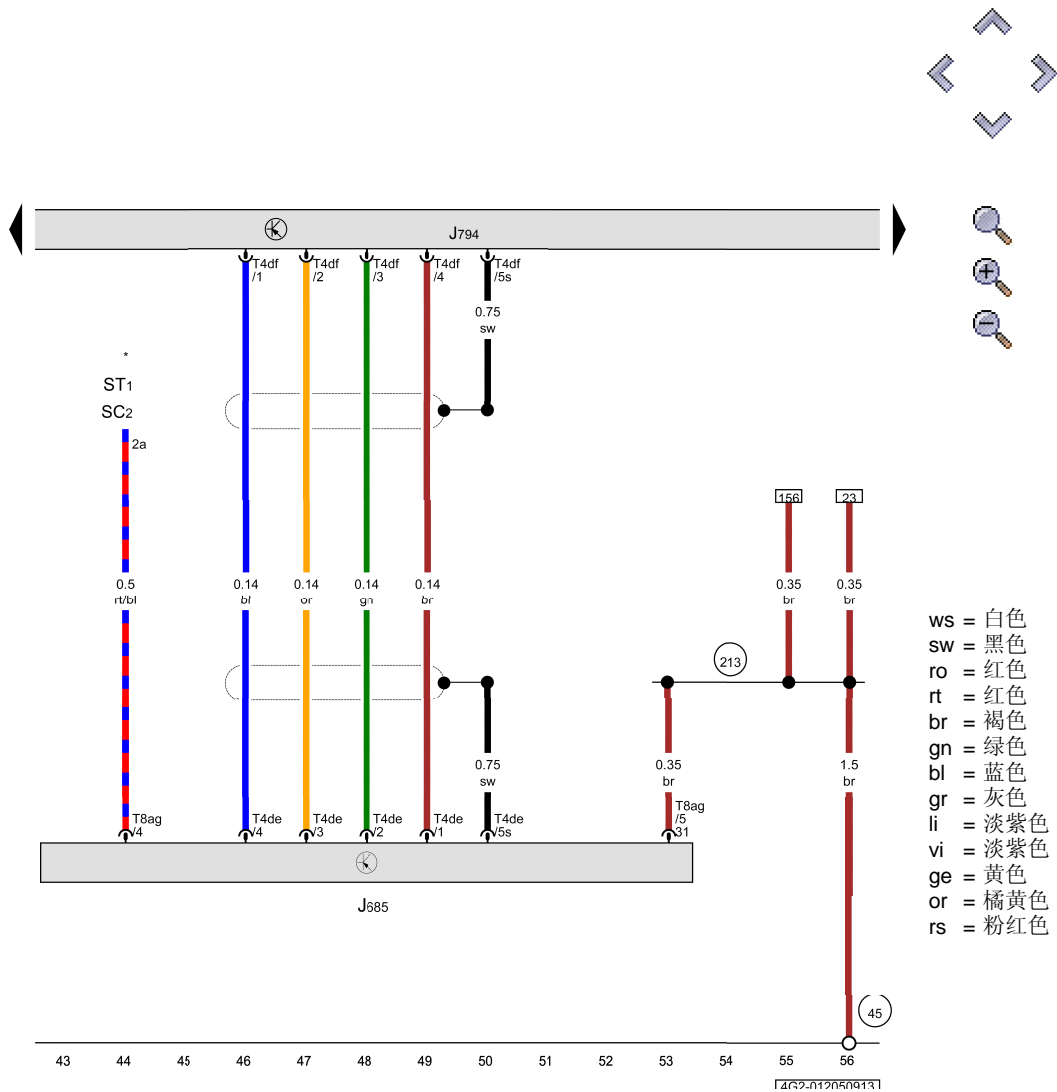 J794
T4df
/1
T4df
/2
T4df
/3
T4df
/4
T4df
/5s
0.75
sw
*
ST1
SC2
2a
156
23
0.5
rt/bl
0.14
bl
0.14
or
0.14
gn
0.14
br
0.35
br
0.35
br
213
0.75
sw
0.35
br
1.5
br
T8ag
/4
T4de
/4
T4de
/3
T4de
/2
T4de
/1
T4de
/5s
T8ag
/5
31
J685
ws = 白色
sw = 黑色
ro = 红色
rt = 红色
br = 褐色
gn = 绿色
bl = 蓝色
gr = 灰色
li = 淡紫色
vi = 淡紫色
ge = 黄色
or = 橘黄色
rs = 粉红色
45
43 44 45 46 47 48 49 50 51 52 53 54 55 56
4G2-012050913